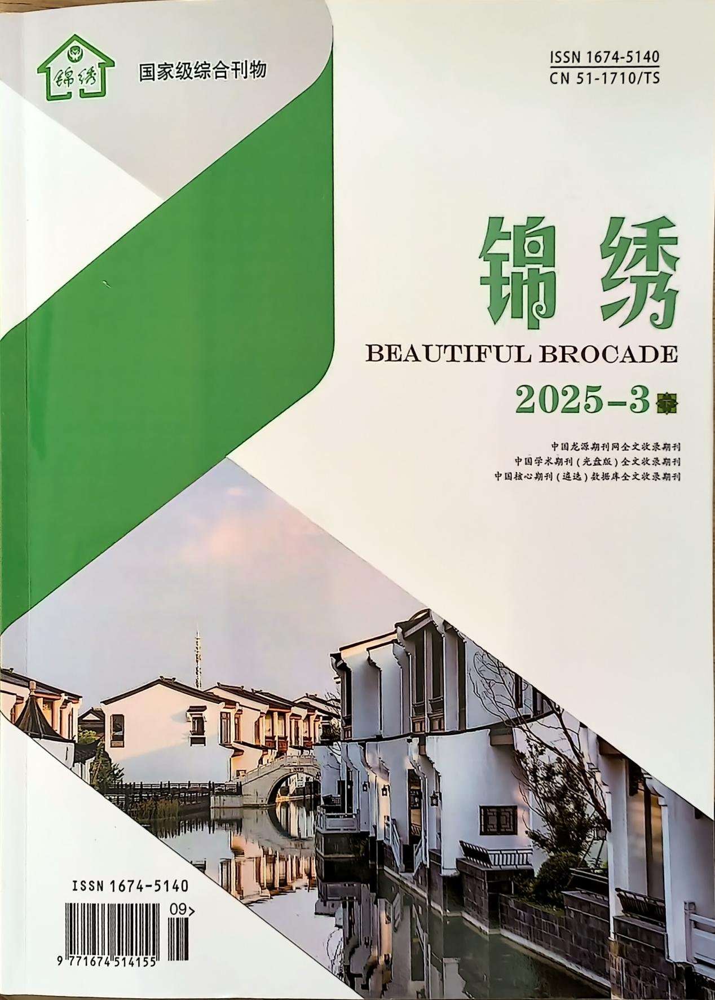 锦绣
国家级综合刊物
ISSN 1674-5140
CN 51-1710/TS
锦绣
BEAUTIFUL BROCADE
2025-3下
中国龙源期刊网全文收录期刊
中国学术期刊(光盘版)全文收录期刊
中国核心期刊(遴选)数据库全文收录期刊
ISSN 1674-5140
09>
9 771674 514155